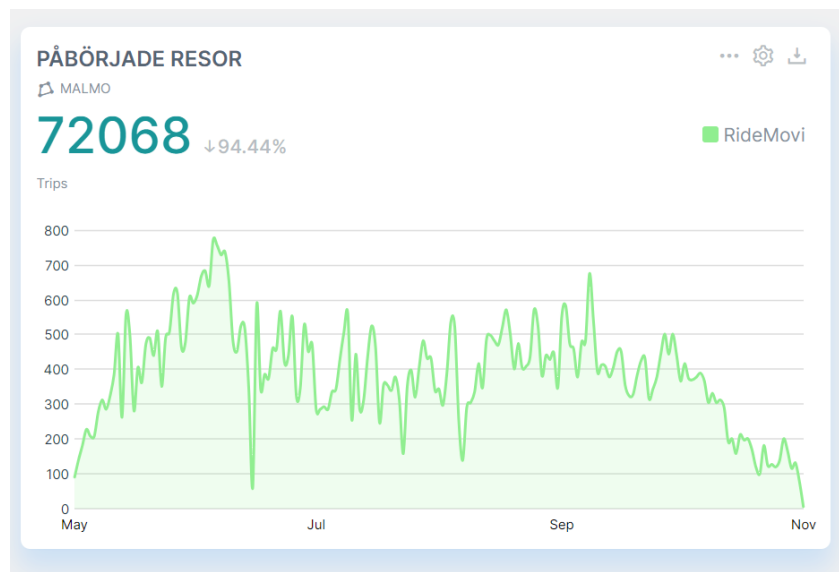 PÅBÖRJADE RESOR
MALMO
72068 ↓94.44%
RideMovi
Trips
800
700
600
500
400
300
200
100
0
May Jul Sep Nov